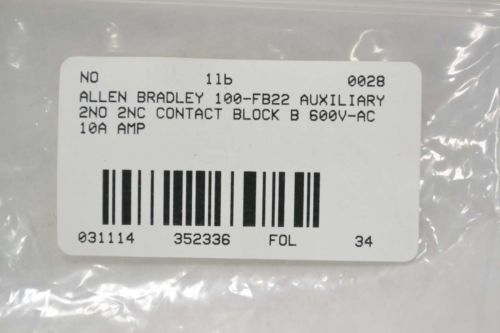 NO 1lb 0028
ALLEN BRADLEY 100-FB22 AUXILIARY
2NO 2NC CONTACT BLOCK B 600V-AC
10A AMP
031114 352336 FOL 34